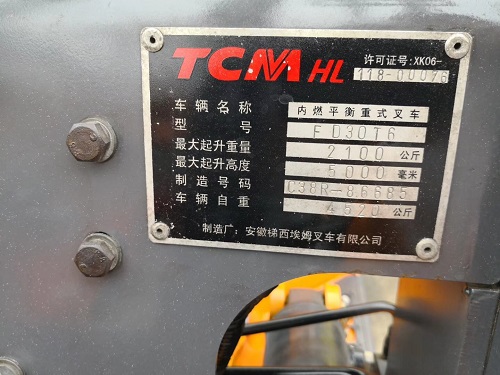 TCM HL 许可证号:XK06-
118-00076
车辆名称 内燃平衡重式叉车
型号 FD30T6
最大起升重量 2100 公斤
最大起升高度 5000 毫米
制造号码 C38R-86685
车辆自重 4620 公斤
制造厂:安徽梯西埃姆叉车有限公司